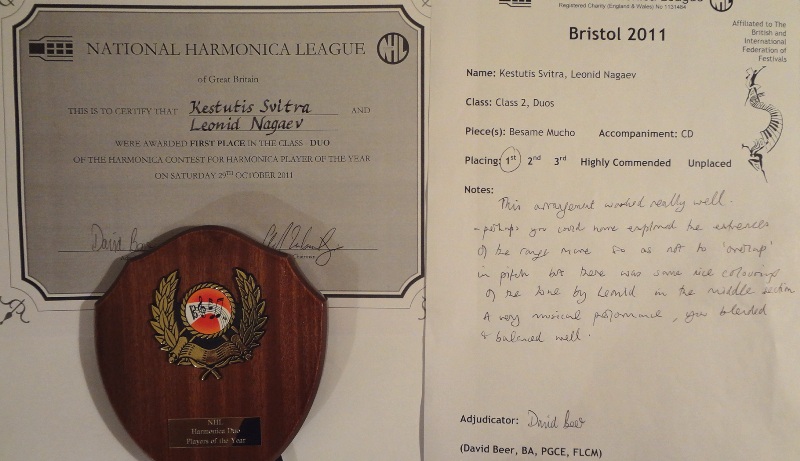 NATIONAL HARMONICA LEAGUE
NHL
of Great Britain
THIS IS TO CERTIFY THAT Kestutis Svitra AND
Leonid Nagaev
WERE AWARDED FIRST PLACE IN THE CLASS - DUO
OF THE HARMONICA CONTEST FOR HARMONICA PLAYER OF THE YEAR
ON SATURDAY 29TH OCTOBER 2011
David
NHL
Harmonica Duo
Players of the Year
Registered Charity (England & Wales) No 1131484
Bristol 2011
Affiliated to The
British and
International
Federation of
Festivals
Name: Kestutis Svitra, Leonid Nagaev
Class: Class 2, Duos
Piece(s): Besame Mucho Accompaniment: CD
Placing: 1st 2nd 3rd Highly Commended Unplaced
Notes:
This arrangement worked really well.
- perhaps you could have explored the extremes
of the range more so as not to 'overlap'
in pitch but there was some nice colouring
of the tone by Leonid in the middle section
A very musical performance, you blended
& balanced well.
Adjudicator: David Beer
(David Beer, BA, PGCE, FLCM)